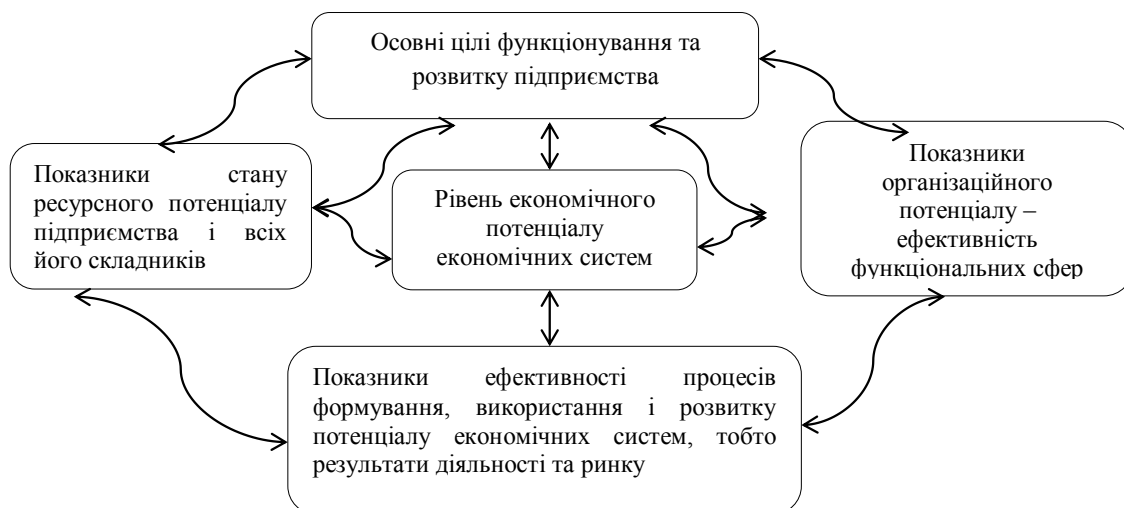 Осовні цілі функціонування та
розвитку підприємства
Показники стану
ресурсного потенціалу
підприємства і всіх
його складників
Рівень економічного
потенціалу
економічних систем
Показники
організаційного
потенціалу –
ефективність
функціональних сфер
Показники ефективності процесів
формування, використання і розвитку
потенціалу економічних систем, тобто
результати діяльності та ринку